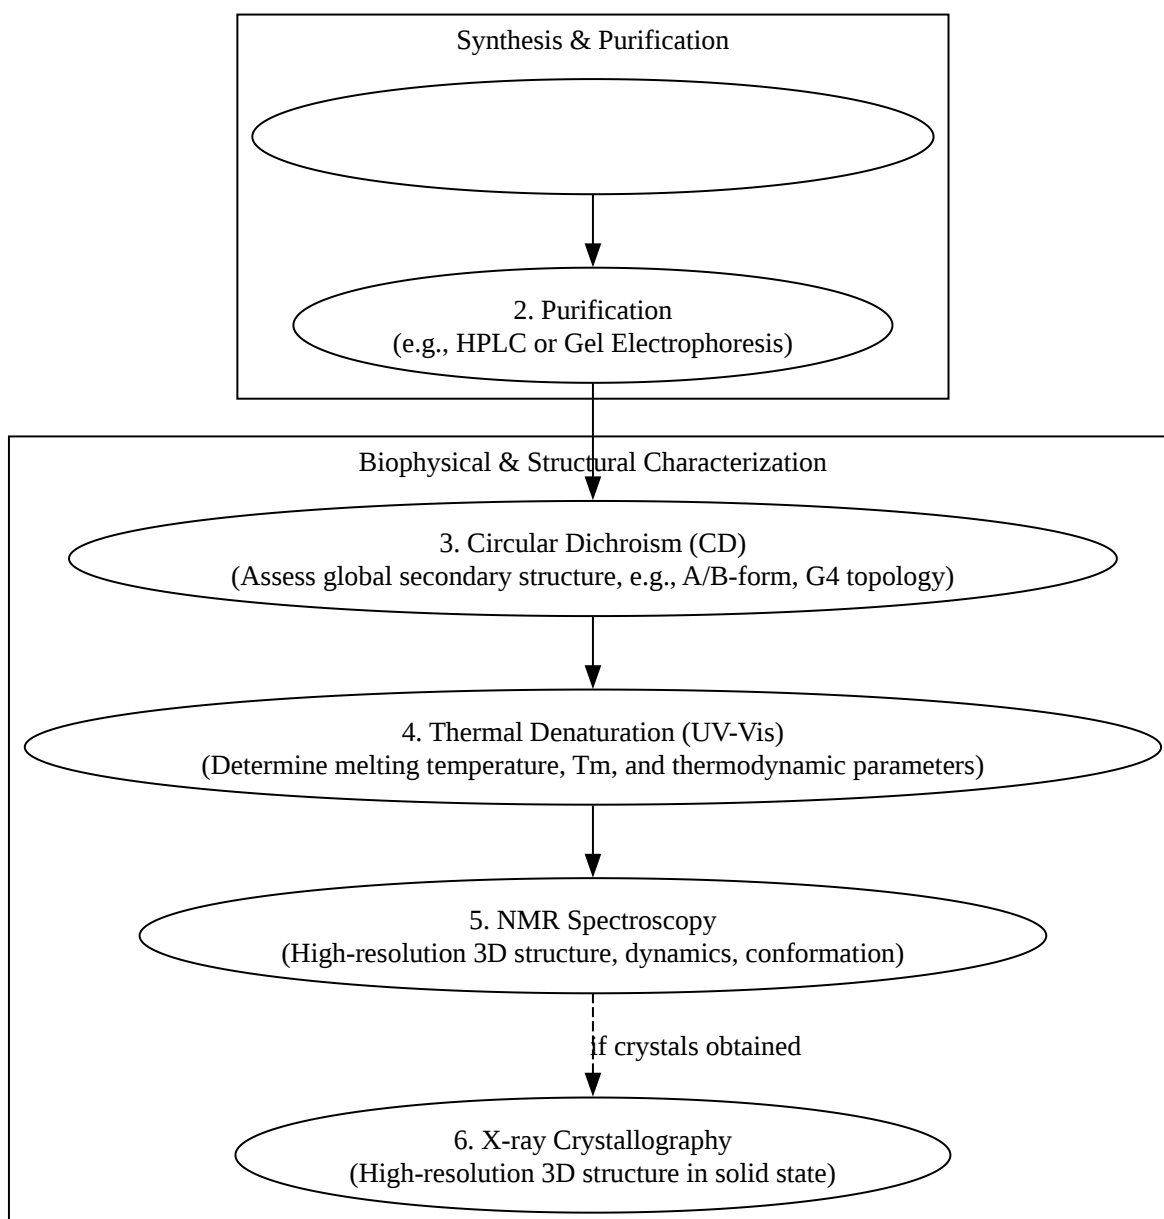 Synthesis & Purification
2. Purification
(e.g., HPLC or Gel Electrophoresis)
Biophysical & Structural Characterization
3. Circular Dichroism (CD)
(Assess global secondary structure, e.g., A/B-form, G4 topology)
4. Thermal Denaturation (UV-Vis)
(Determine melting temperature, Tm, and thermodynamic parameters)
5. NMR Spectroscopy
(High-resolution 3D structure, dynamics, conformation)
if crystals obtained
6. X-ray Crystallography
(High-resolution 3D structure in solid state)